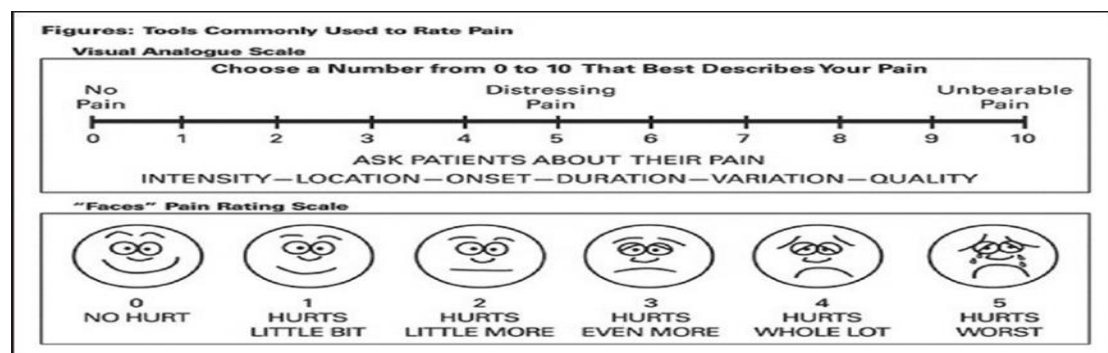 Figures: Tools Commonly Used to Rate Pain
Visual Analogue Scale
Choose a Number from 0 to 10 That Best Describes Your Pain
No Pain
Distressing Pain
Unbearable Pain
0 1 2 3 4 5 6 7 8 9 10
ASK PATIENTS ABOUT THEIR PAIN
INTENSITY—LOCATION—ONSET—DURATION—VARIATION—QUALITY
"Faces" Pain Rating Scale
0
NO HURT
1
HURTS
LITTLE BIT
2
HURTS
LITTLE MORE
3
HURTS
EVEN MORE
4
HURTS
WHOLE LOT
5
HURTS
WORST